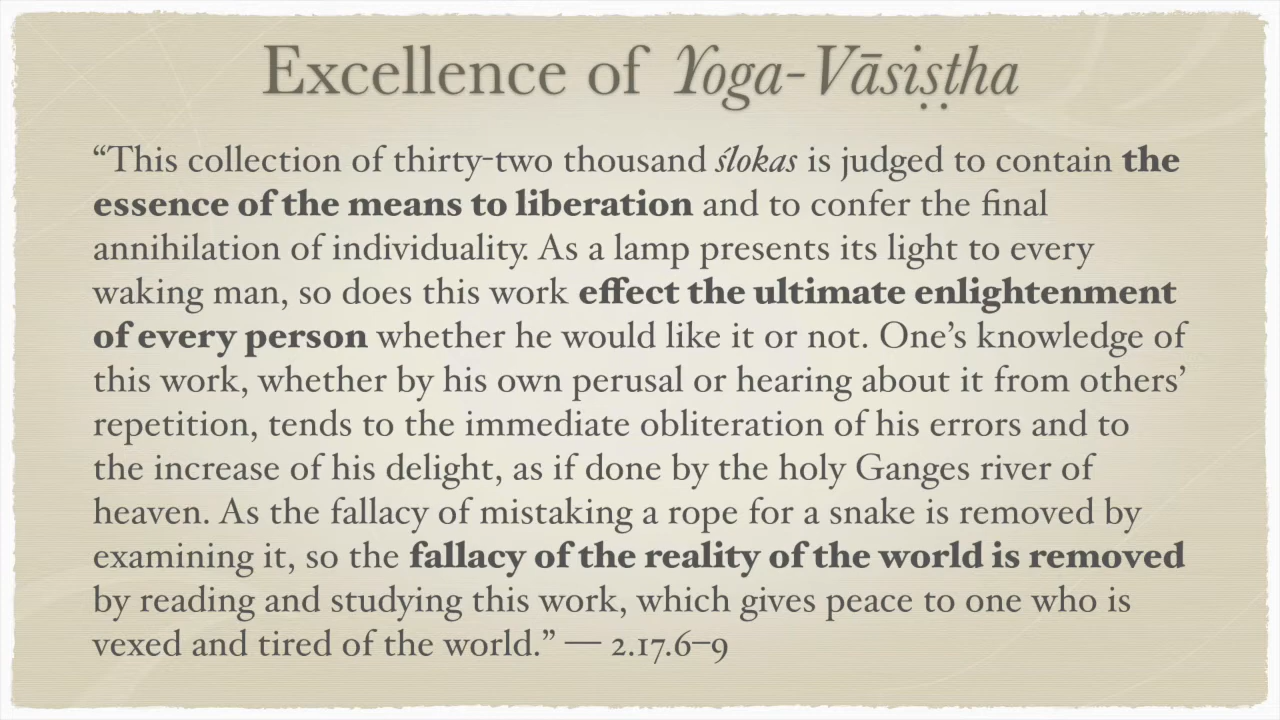 Excellence of Yoga-Vāsiṣṭha
“This collection of thirty-two thousand ślokas is judged to contain the
essence of the means to liberation and to confer the final
annihilation of individuality. As a lamp presents its light to every
waking man, so does this work effect the ultimate enlightenment
of every person whether he would like it or not. One’s knowledge of
this work, whether by his own perusal or hearing about it from others’
repetition, tends to the immediate obliteration of his errors and to
the increase of his delight, as if done by the holy Ganges river of
heaven. As the fallacy of mistaking a rope for a snake is removed by
examining it, so the fallacy of the reality of the world is removed
by reading and studying this work, which gives peace to one who is
vexed and tired of the world.” — 2.17.6–9